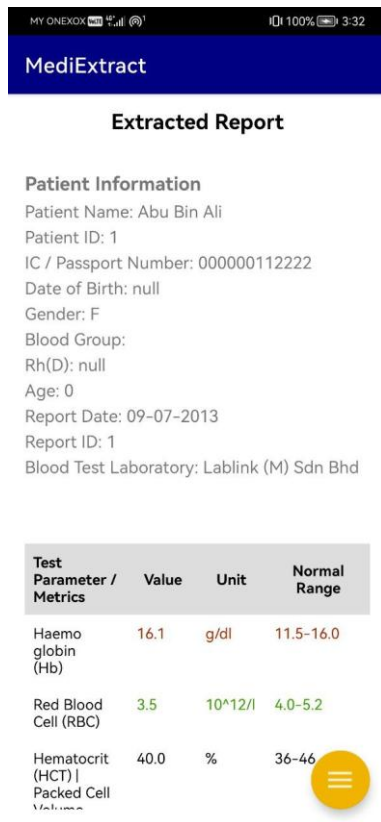 MY ONEXOX 3:32 100%
MediExtract
Extracted Report
Patient Information
Patient Name: Abu Bin Ali
Patient ID: 1
IC / Passport Number: 000000112222
Date of Birth: null
Gender: F
Blood Group:
Rh(D): null
Age: 0
Report Date: 09-07-2013
Report ID: 1
Blood Test Laboratory: Lablink (M) Sdn Bhd
Test Parameter / Metrics Value Unit Normal Range
Haemo globin (Hb) 16.1 g/dl 11.5-16.0
Red Blood Cell (RBC) 3.5 10^12/l 4.0-5.2
Hematocrit (HCT) | Packed Cell Volume 40.0 % 36-46